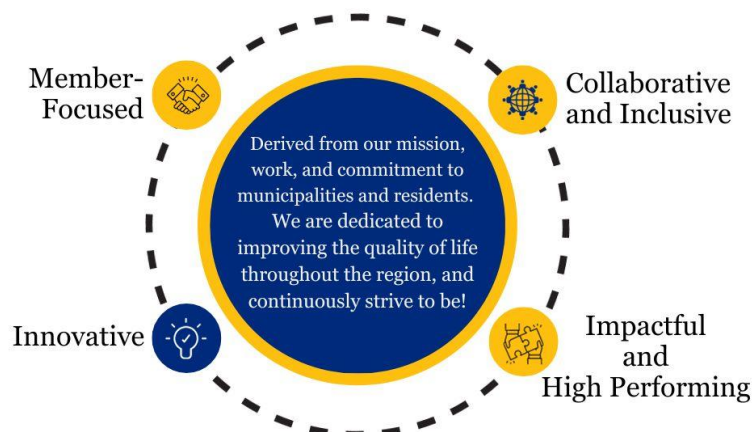 Member-
Focused
Collaborative
and Inclusive
Derived from our mission,
work, and commitment to
municipalities and residents.
We are dedicated to
improving the quality of life
throughout the region, and
continuously strive to be!
Innovative
Impactful
and
High Performing